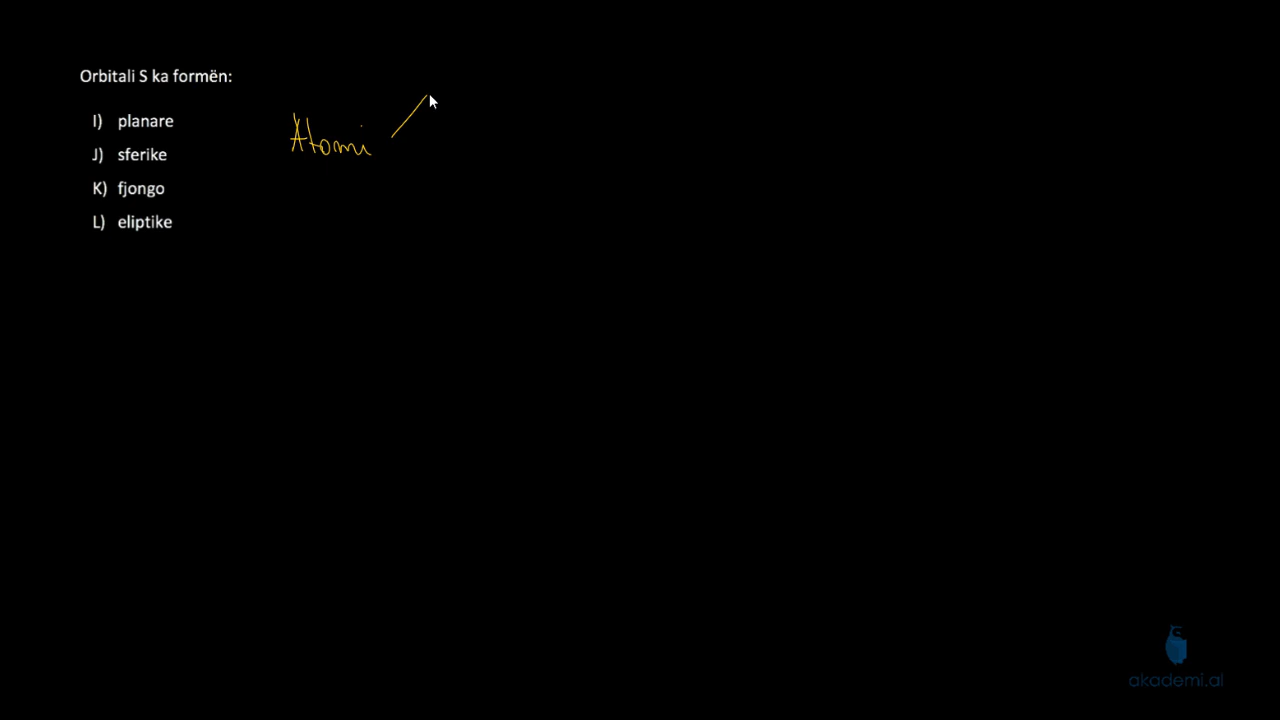 Orbitali S ka formën:
I) planare
J) sferike
K) fjongo
L) eliptike
Atomi
akademi.al